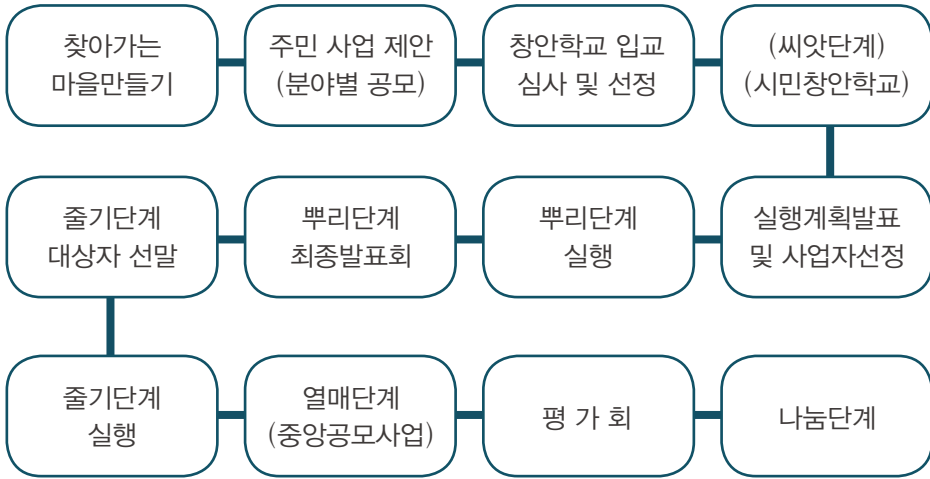 찾아가는
마을만들기
주민 사업 제안
(분야별 공모)
창안학교 입교
심사 및 선정
(씨앗단계)
(시민창안학교)
실행계획발표
및 사업자선정
뿌리단계
실행
뿌리단계
최종발표회
줄기단계
대상자 선말
줄기단계
실행
열매단계
(중앙공모사업)
평 가 회
나눔단계